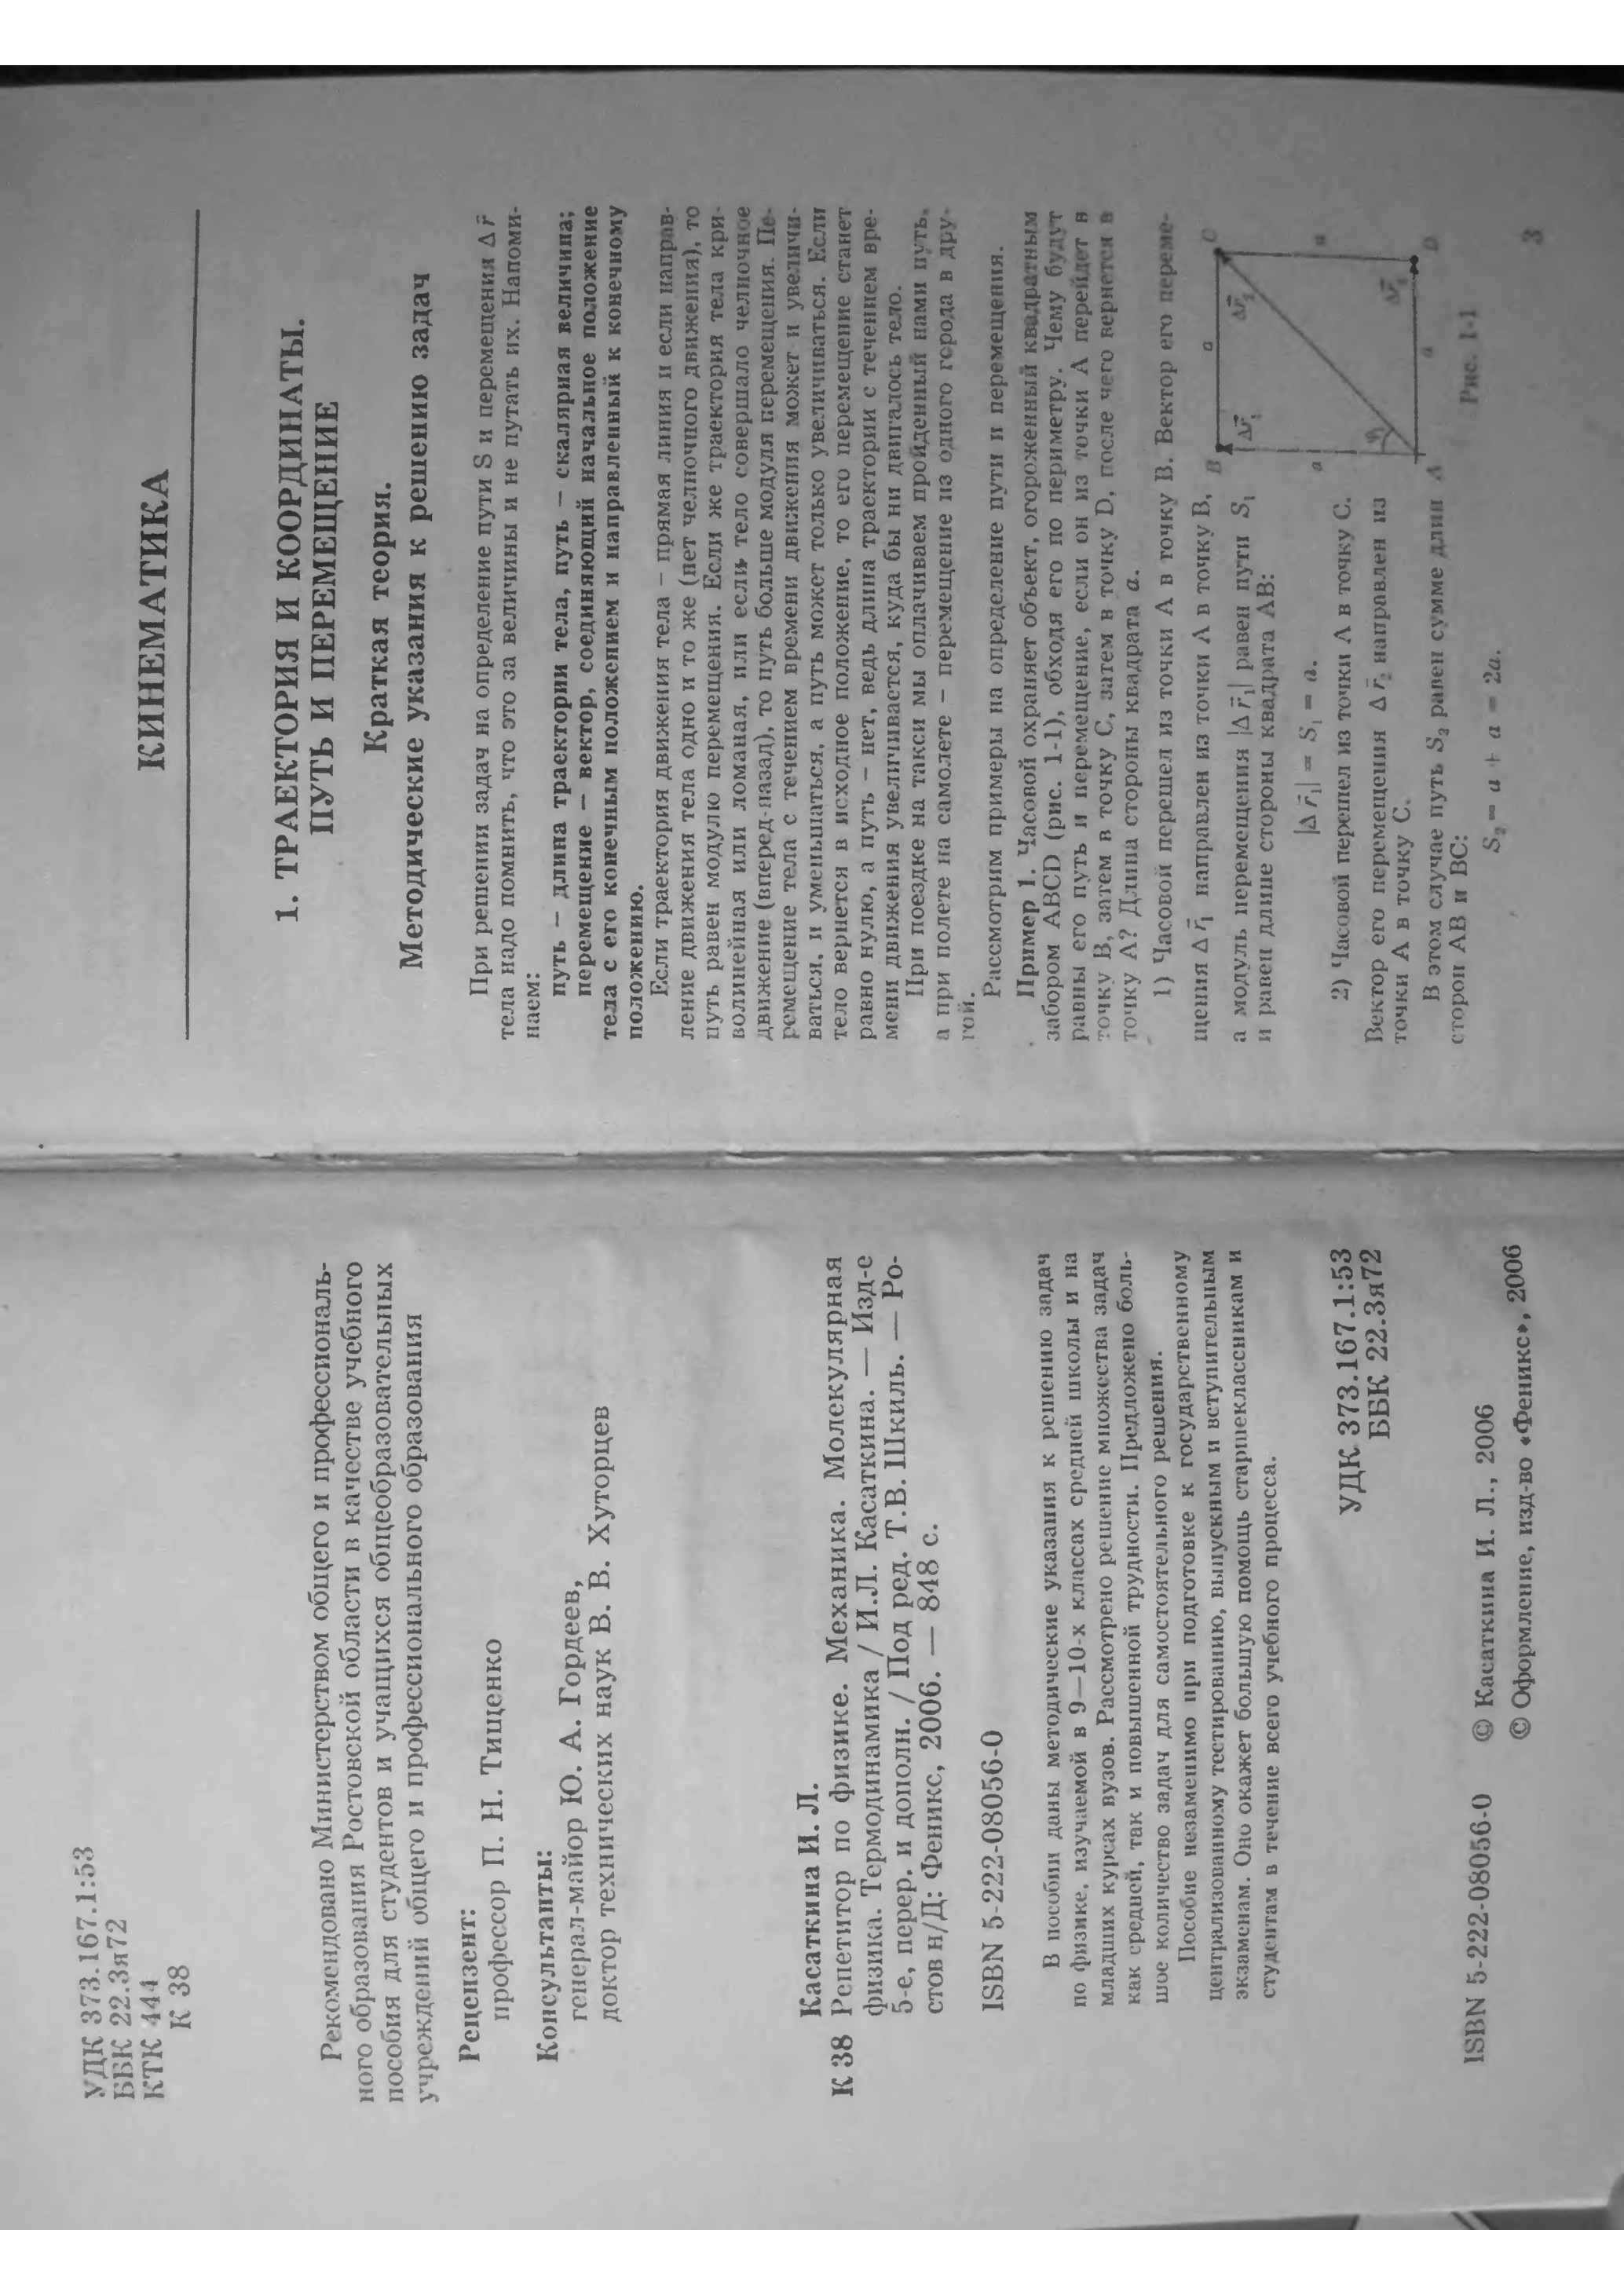 УДК 373.167.1:53
ББК 22.3я72
КТК 444
К 38
Рекомендовано Министерством общего и профессиональ-
ного образования Ростовской области в качестве учебного
пособия для студентов и учащихся общеобразовательных
учреждений общего и профессионального образования
Рецензент:
профессор П. Н. Тищенко
Консультанты:
генерал-майор Ю. А. Гордеев,
доктор технических наук В. В. Хуторцев
Касаткина И. Л.
К 38 Репетитор по физике. Механика. Молекулярная
физика. Термодинамика / И.Л. Касаткина. — Изд-е
5-е, перер. и дополн. / Под ред. Т.В. Шкиль. — Ро-
стов н/Д: Феникс, 2006. — 848 с.
ISBN 5-222-08056-0
В пособии даны методические указания к решению задач
по физике, изучаемой в 9—10-х классах средней школы и на
младших курсах вузов. Рассмотрено решение множества задач
как средней, так и повышенной трудности. Предложено боль-
шое количество задач для самостоятельного решения.
Пособие незаменимо при подготовке к государственному
централизованному тестированию, выпускным и вступительным
экзаменам. Оно окажет большую помощь старшеклассникам и
студентам в течение всего учебного процесса.
УДК 373.167.1:53
ББК 22.3я72
ISBN 5-222-08056-0
© Касаткина И. Л., 2006
© Оформление, изд-во «Феникс», 2006
КИНЕМАТИКА
1. ТРАЕКТОРИЯ И КООРДИНАТЫ.
ПУТЬ И ПЕРЕМЕЩЕНИЕ
Краткая теория.
Методические указания к решению задач
При решении задач на определение пути S и перемещения Δr⃗
тела надо помнить, что это за величины и не путать их. Напоми-
наем:
путь — длина траектории тела, путь — скалярная величина;
перемещение — вектор, соединяющий начальное положение
тела с его конечным положением и направленный к конечному
положению.
Если траектория движения тела – прямая линия и если направ-
ление движения тела одно и то же (нет челночного движения), то
путь равен модулю перемещения. Если же траектория тела кри-
волинейная или ломаная, или если тело совершало челночное
движение (вперед-назад), то путь больше модуля перемещения. Пе-
ремещение тела с течением времени движения может и увеличи-
ваться, и уменьшаться, а путь может только увеличиваться. Если
тело вернется в исходное положение, то его перемещение станет
равно нулю, а путь – нет, ведь длина траектории с течением вре-
мени движения увеличивается, куда бы ни двигалось тело.
При поездке на такси мы оплачиваем пройденный нами путь,
а при полете на самолете – перемещение из одного города в дру-
гой.
Рассмотрим примеры на определение пути и перемещения.
Пример 1. Часовой охраняет объект, огороженный квадратным
забором ABCD (рис. 1-1), обходя его по периметру. Чему будут
равны его путь и перемещение, если он из точки А перейдет в
точку В, затем в точку С, затем в точку D, после чего вернется в
точку А? Длина стороны квадрата a.
1) Часовой перешел из точки А в точку В. Вектор его переме-
щения Δr⃗₁ направлен из точки А в точку В,
а модуль перемещения |Δr⃗₁| равен пути S₁
и равен длине стороны квадрата АВ:
|Δr⃗₁| = S₁ = a.
2) Часовой перешел из точки А в точку С.
Вектор его перемещения Δr⃗₂ направлен из
точки А в точку С.
В этом случае путь S₂ равен сумме длин
сторон АВ и ВС:
S₂ = a + a = 2a.
B a C
Δr⃗₁ Δr⃗₂
a a
φ Δr⃗₃
A a D
Рис. 1-1
3